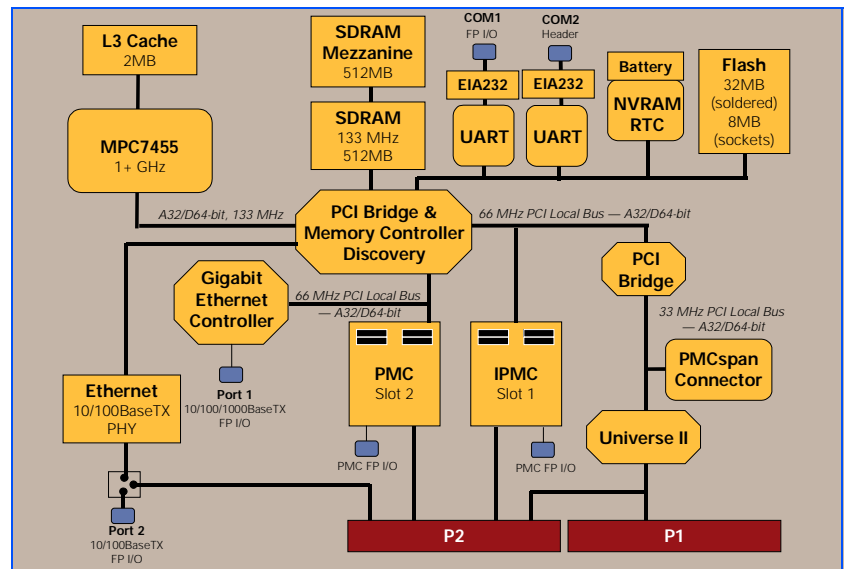 COM1
FP I/O
COM2
Header
L3 Cache
2MB
SDRAM
Mezzanine
512MB
Battery
NVRAM
RTC
Flash
32MB
(soldered)
8MB
(sockets)
EIA232
EIA232
SDRAM
133 MHz
512MB
UART
UART
MPC7455
1+ GHz
A32/D64-bit, 133 MHz
PCI Bridge &
Memory Controller
Discovery
66 MHz PCI Local Bus — A32/D64-bit
PCI
Bridge
Gigabit
Ethernet
Controller
66 MHz PCI Local Bus
— A32/D64-bit
33 MHz PCI Local Bus
— A32/D64-bit
PMC
Slot 2
IPMC
Slot 1
PMCspan
Connector
Ethernet
10/100BaseTX
PHY
Port 1
10/100/1000BaseTX
FP I/O
Universe II
PMC FP I/O
PMC FP I/O
Port 2
10/100BaseTX
FP I/O
P2
P1